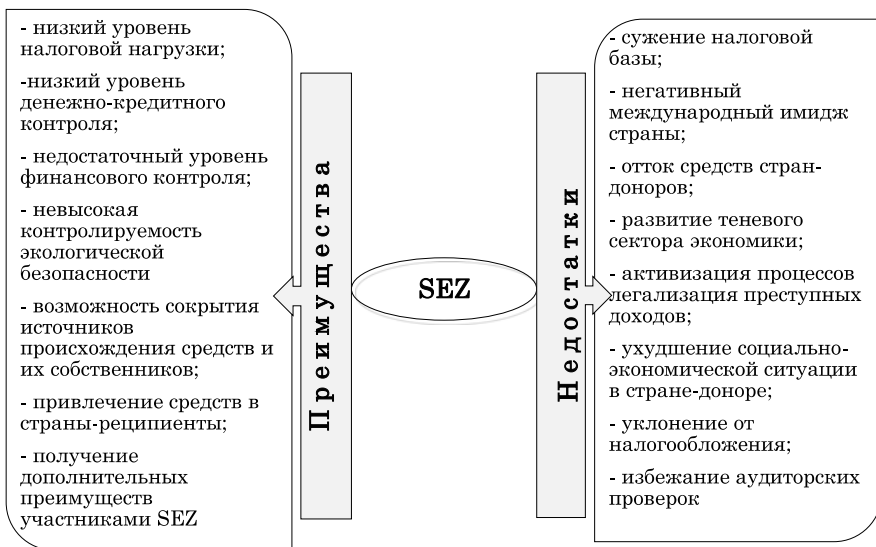 - низкий уровень
налоговой нагрузки;
-низкий уровень
денежно-кредитного
контроля;
- недостаточный уровень
финансового контроля;
- невысокая
контролируемость
экологической
безопасности
- возможность сокрытия
источников
происхождения средств и
их собственников;
- привлечение средств в
страны-реципиенты;
- получение
дополнительных
преимуществ
участниками SEZ
Преимущества
SEZ
Недостатки
- сужение налоговой
базы;
- негативный
международный имидж
страны;
- отток средств стран-
доноров;
- развитие теневого
сектора экономики;
- активизация процессов
легализация преступных
доходов;
- ухудшение социально-
экономической ситуации
в стране-доноре;
- уклонение от
налогообложения;
- избежание аудиторских
проверок